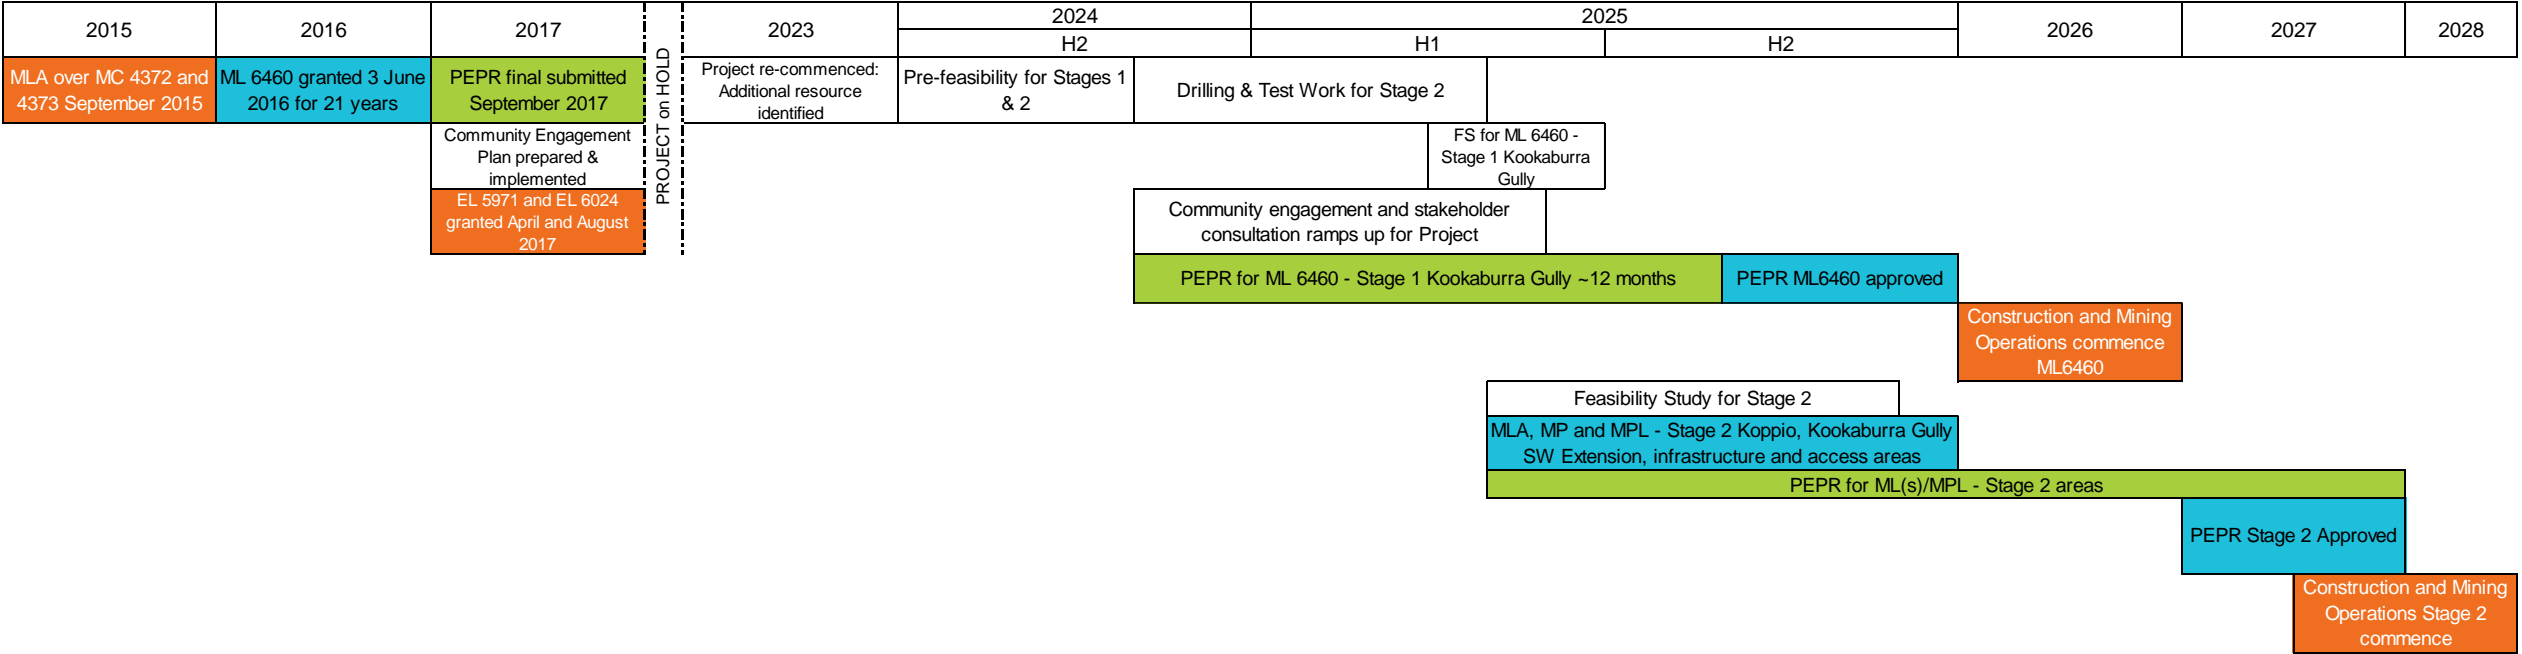 2015
2016
2017
PROJECT on HOLD
2023
2024
2025
2026
2027
2028
H2
H1
H2
MLA over MC 4372 and
4373 September 2015
ML 6460 granted 3 June
2016 for 21 years
PEPR final submitted
September 2017
Project re-commenced:
Additional resource
identified
Pre-feasibility for Stages 1
& 2
Drilling & Test Work for Stage 2
Community Engagement
Plan prepared &
implemented
FS for ML 6460 -
Stage 1 Kookaburra
Gully
EL 5971 and EL 6024
granted April and August
2017
Community engagement and stakeholder
consultation ramps up for Project
PEPR for ML 6460 - Stage 1 Kookaburra Gully ~12 months
PEPR ML6460 approved
Construction and Mining
Operations commence
ML6460
Feasibility Study for Stage 2
MLA, MP and MPL - Stage 2 Koppio, Kookaburra Gully
SW Extension, infrastructure and access areas
PEPR for ML(s)/MPL - Stage 2 areas
PEPR Stage 2 Approved
Construction and Mining
Operations Stage 2
commence